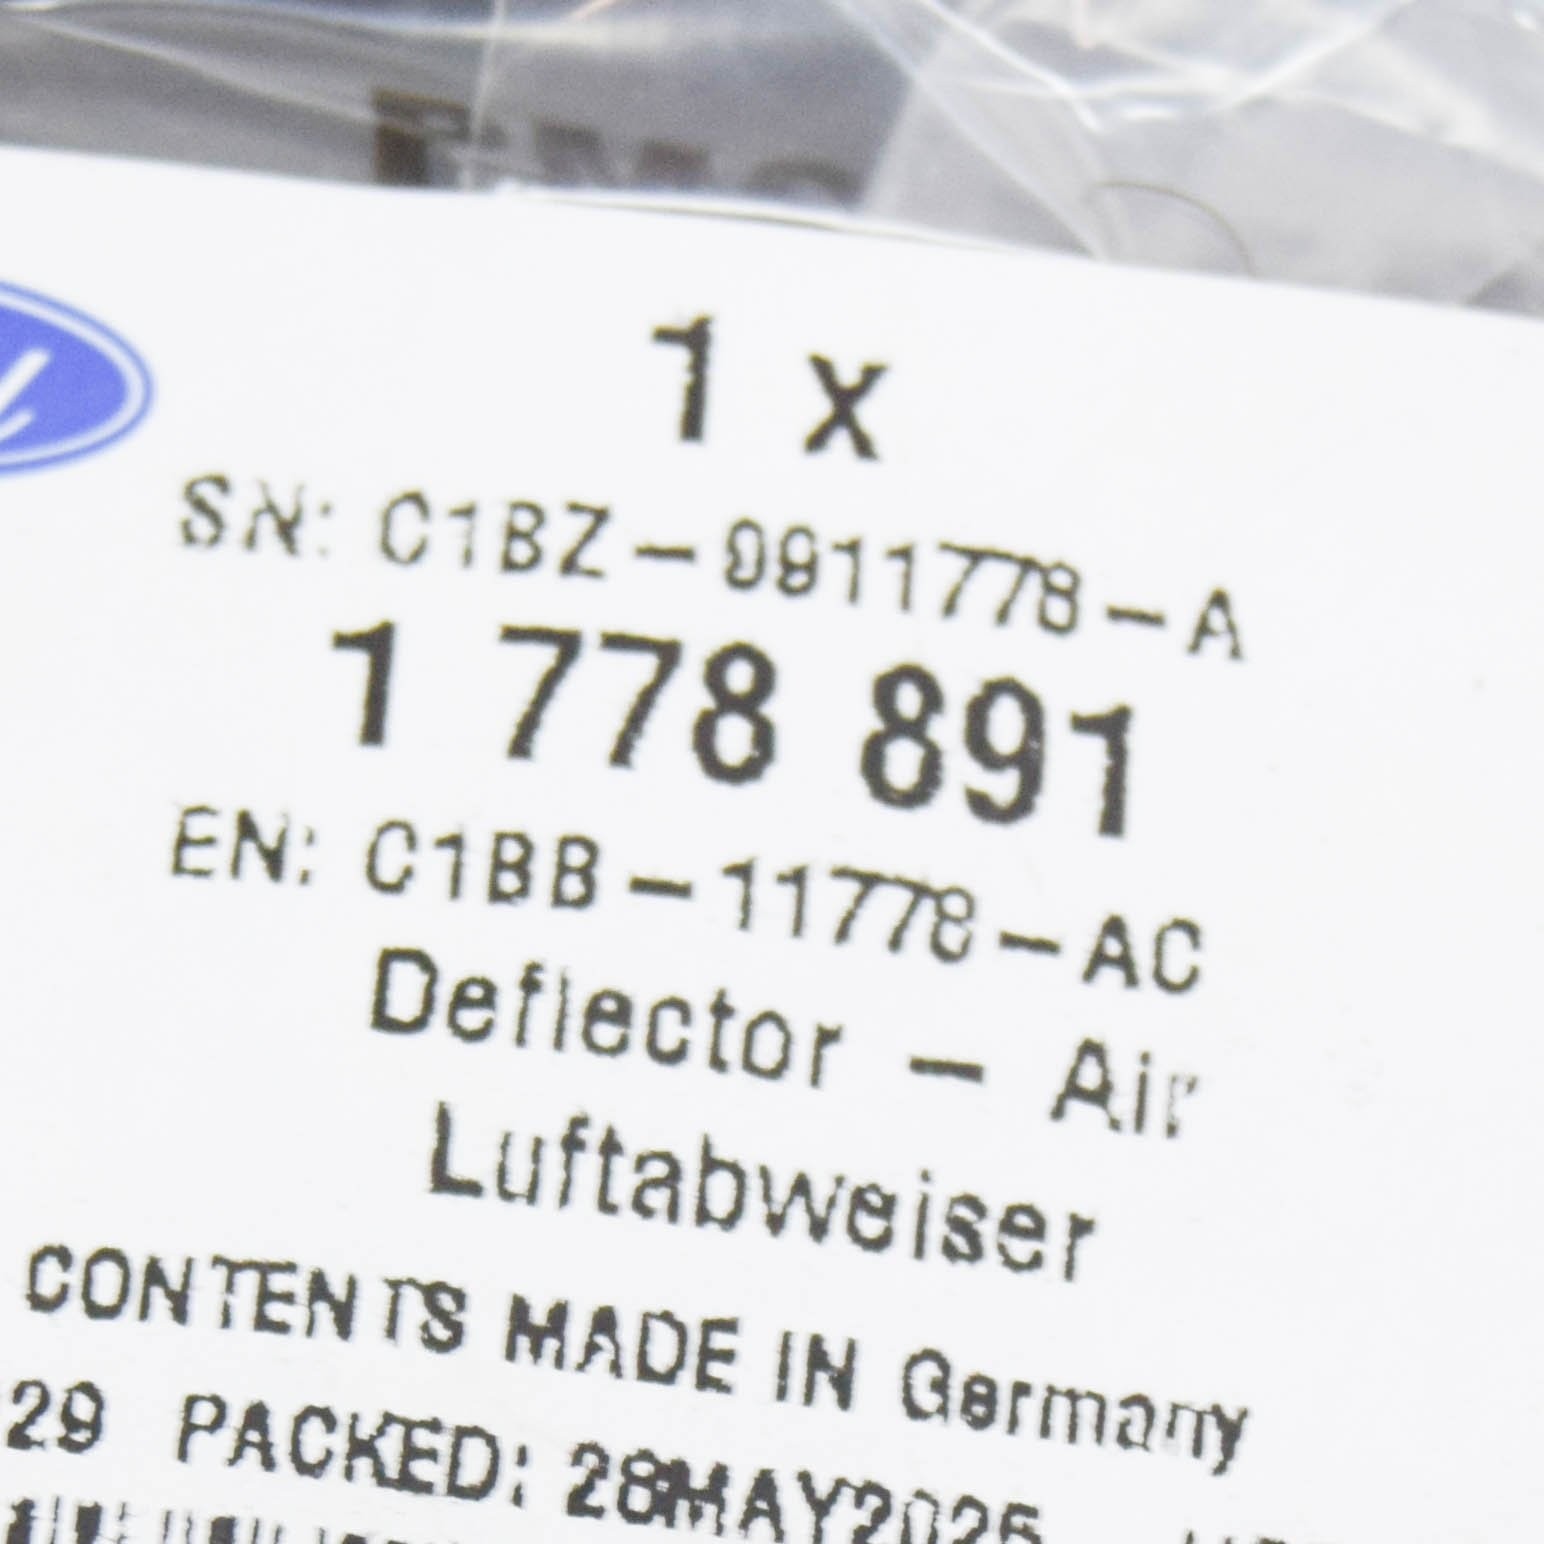 1 x
SN: C1BZ-9911778-A
1 778 891
EN: C1BB-11778-AC
Deflector - Air
Luftabweiser
CONTENTS MADE IN Germany
29 PACKED: 28MAY2025